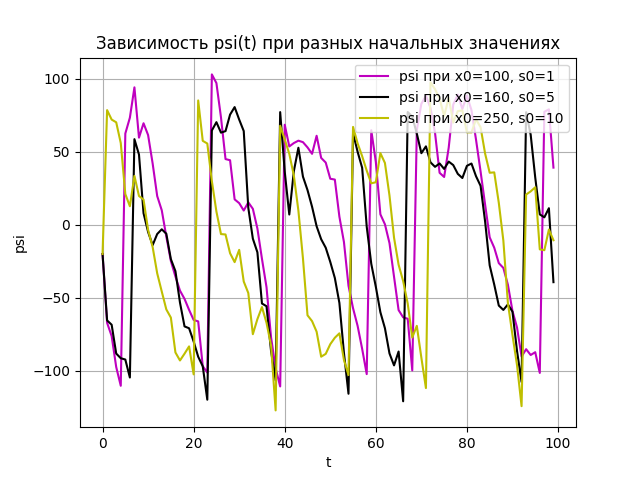 Зависимость psi(t) при разных начальных значениях
psi при x0=100, s0=1
psi при x0=160, s0=5
psi при x0=250, s0=10
100
50
0
−50
−100
psi
0 20 40 60 80 100
t